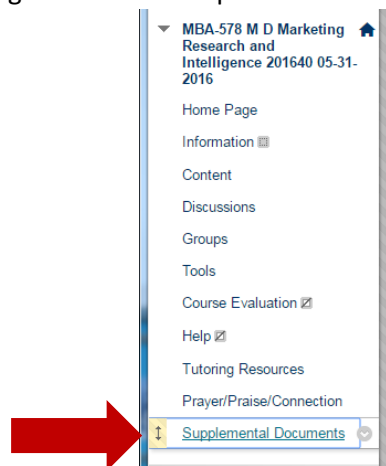 MBA-578 M D Marketing
Research and
Intelligence 201640 05-31-
2016
Home Page
Information
Content
Discussions
Groups
Tools
Course Evaluation
Help
Tutoring Resources
Prayer/Praise/Connection
Supplemental Documents